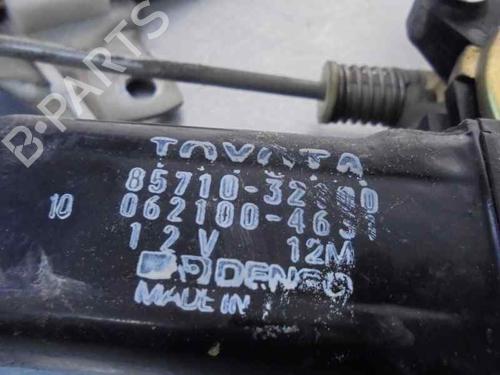 TOYOTA
85710-32
10 062100-46
12V 12M
DENSO
MADE IN
B-PARTS